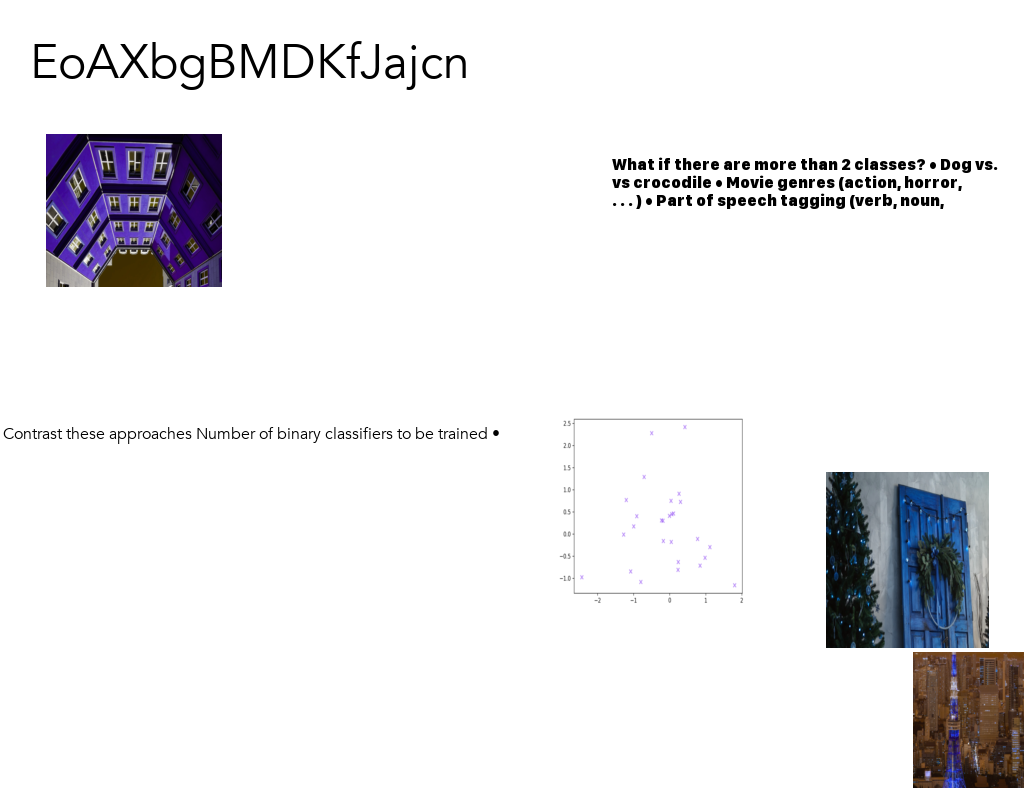 EoAXbgBMDKfJajcn
What if there are more than 2 classes? • Dog vs.
vs crocodile • Movie genres (action, horror,
. . . ) • Part of speech tagging (verb, noun,
Contrast these approaches Number of binary classifiers to be trained •
2.5
2.0
1.5
1.0
0.5
0.0
−0.5
−1.0
−2 −1 0 1 2